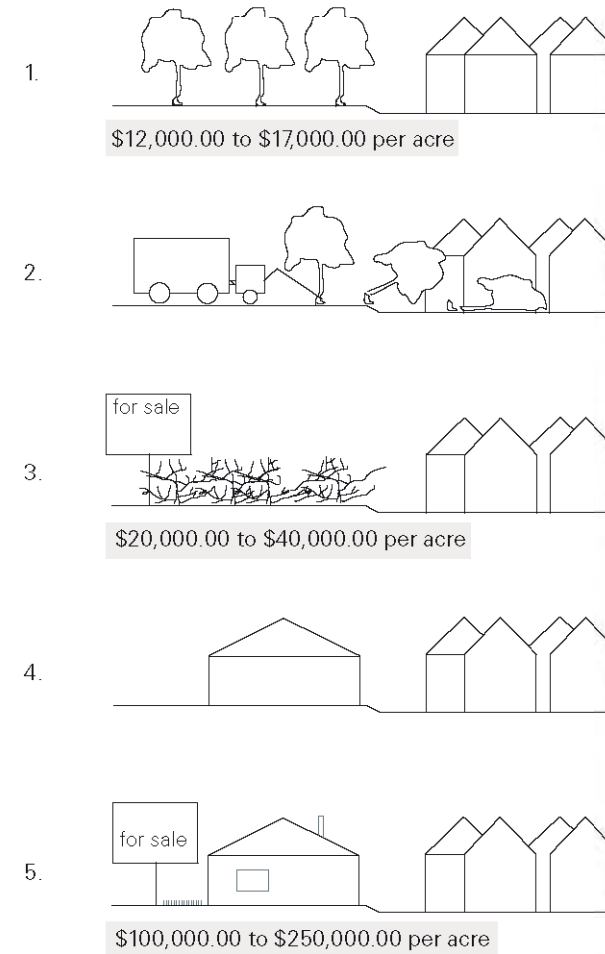 1.
$12,000.00 to $17,000.00 per acre
2.
3.
for sale
$20,000.00 to $40,000.00 per acre
4.
5.
for sale
$100,000.00 to $250,000.00 per acre